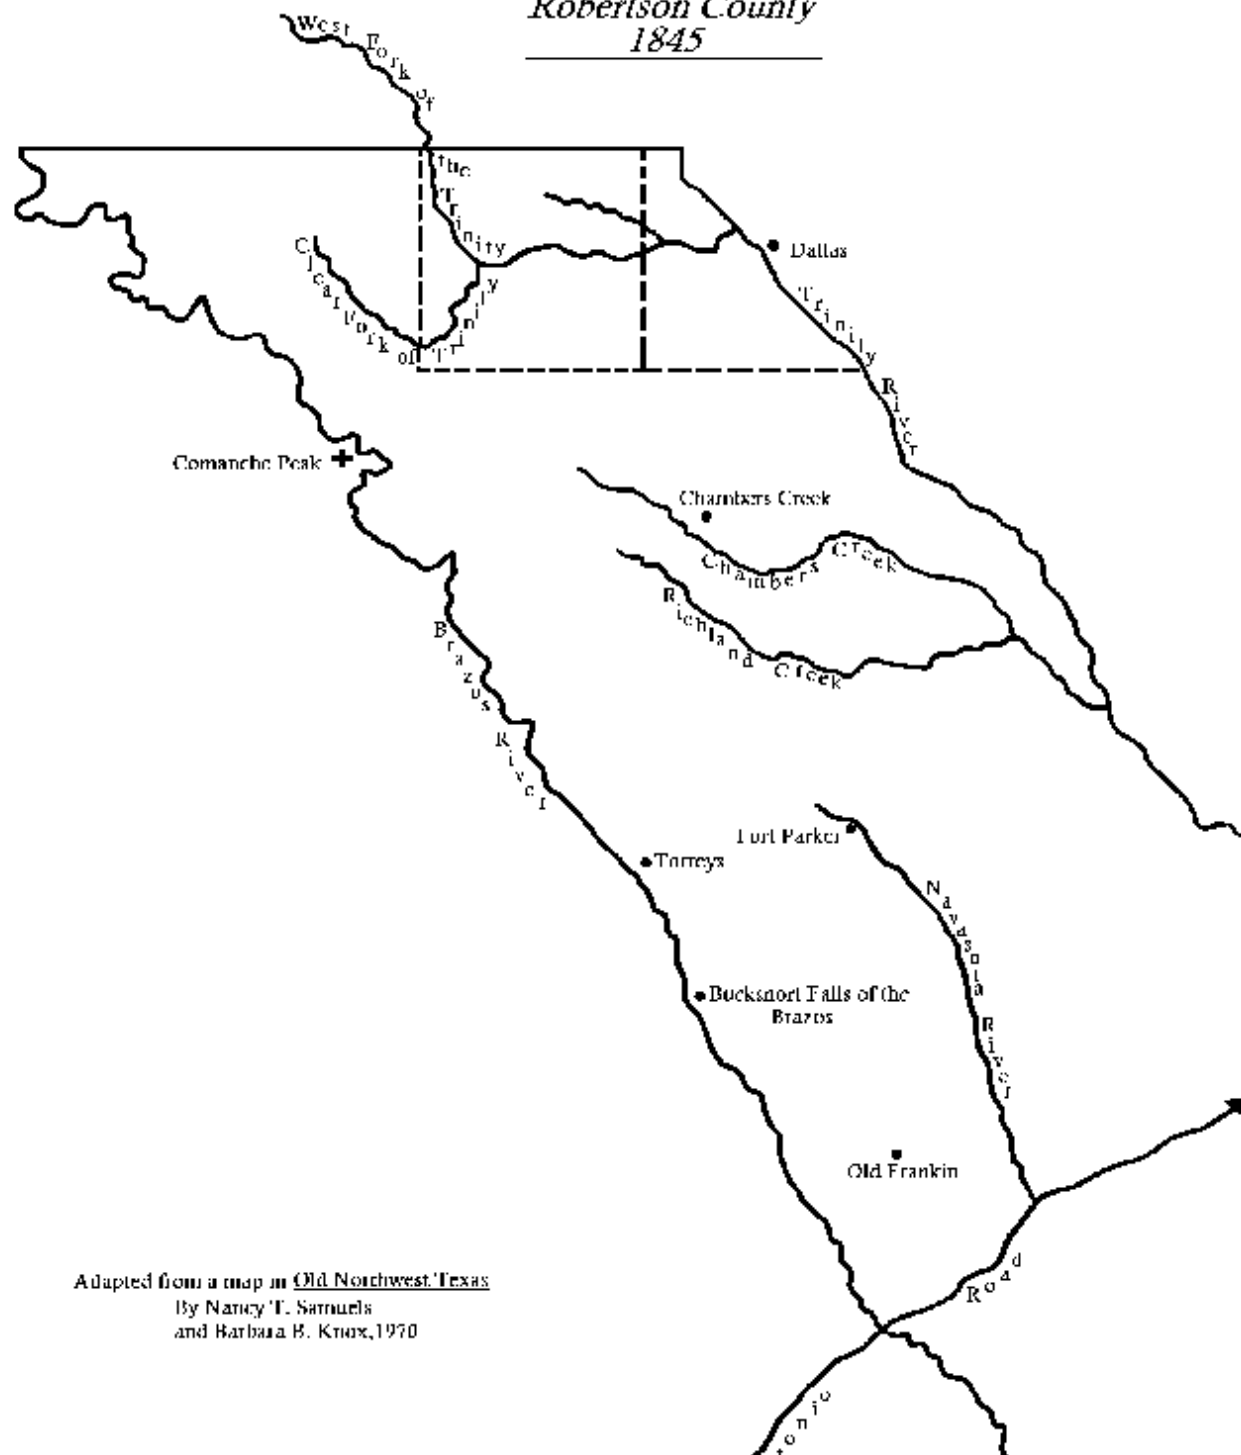 Robertson County
1845
West Fork of the Trinity
Clear Fork of Trinity
Dallas
Trinity River
Comanche Peak
Chambers Creek
Chambers Creek
Richland Creek
Brazos River
Fort Parker
Torreys
Navasota River
Bucksnort Falls of the
Brazos
Old Frankin
Road
Adapted from a map in Old Northwest Texas
By Nancy T. Samuels
and Barbara B. Knox,1970
onio